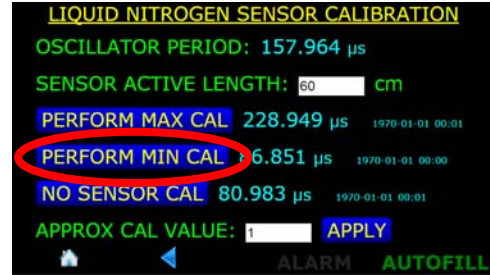 LIQUID NITROGEN SENSOR CALIBRATION
OSCILLATOR PERIOD: 157.964 µs
SENSOR ACTIVE LENGTH: 60 cm
PERFORM MAX CAL 228.949 µs 1970-01-01 00:01
PERFORM MIN CAL 86.851 µs 1970-01-01 00:00
NO SENSOR CAL 80.983 µs 1970-01-01 00:01
APPROX CAL VALUE: 1 APPLY
ALARM AUTOFILL